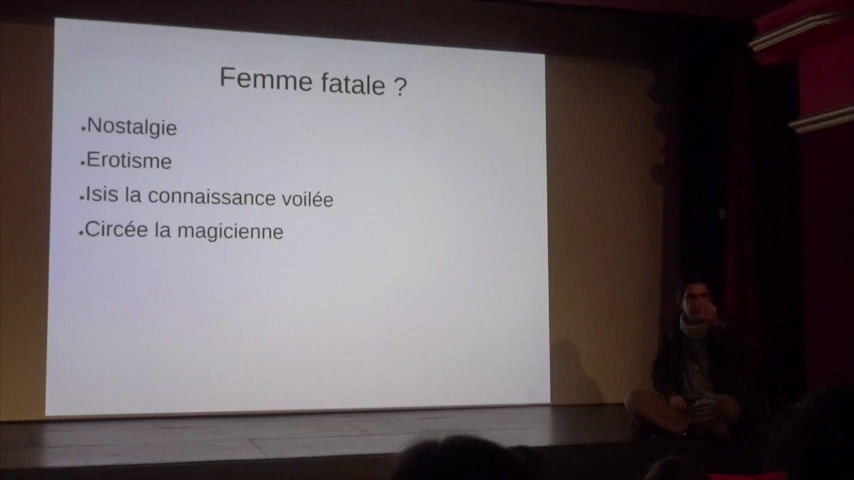 Femme fatale ?
.Nostalgie
.Erotisme
.Isis la connaissance voilée
.Circée la magicienne